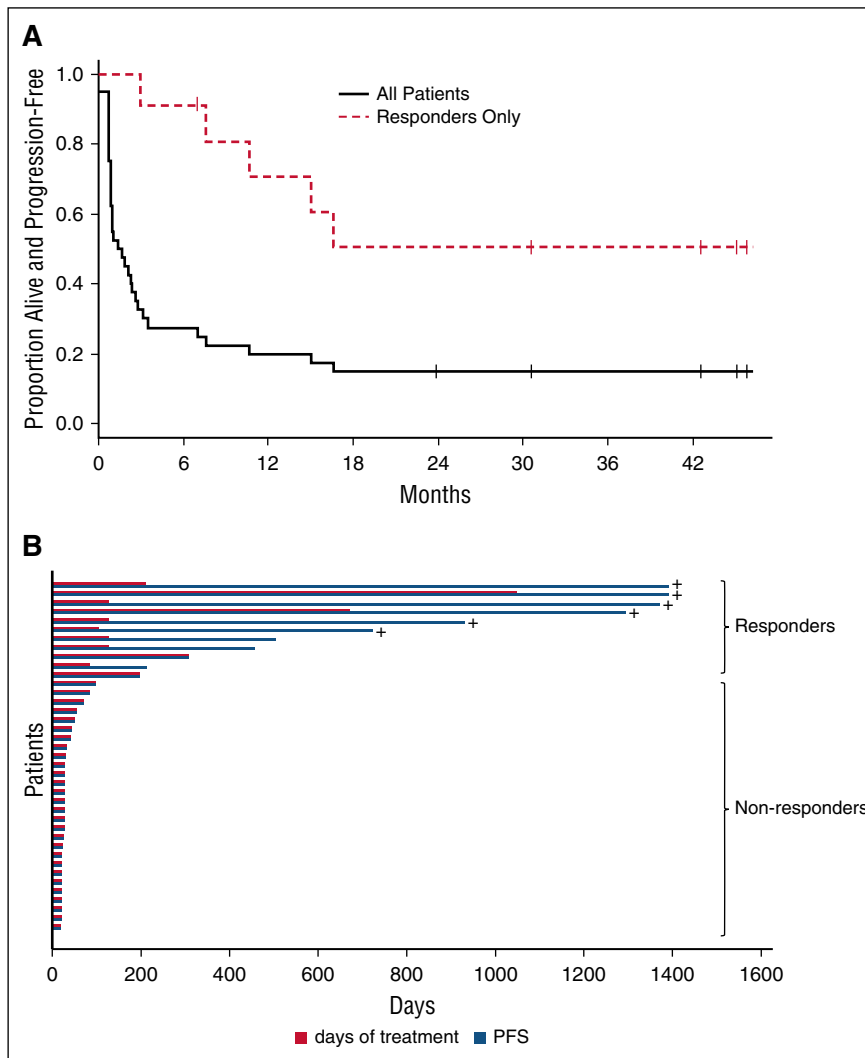 A
Proportion Alive and Progression-Free
1.0
0.8
0.6
0.4
0.2
0.0
All Patients
Responders Only
0 6 12 18 24 30 36 42
Months
B
Patients
+
+
+
+
+
+
Responders
Non-responders
0 200 400 600 800 1000 1200 1400 1600
Days
days of treatment PFS